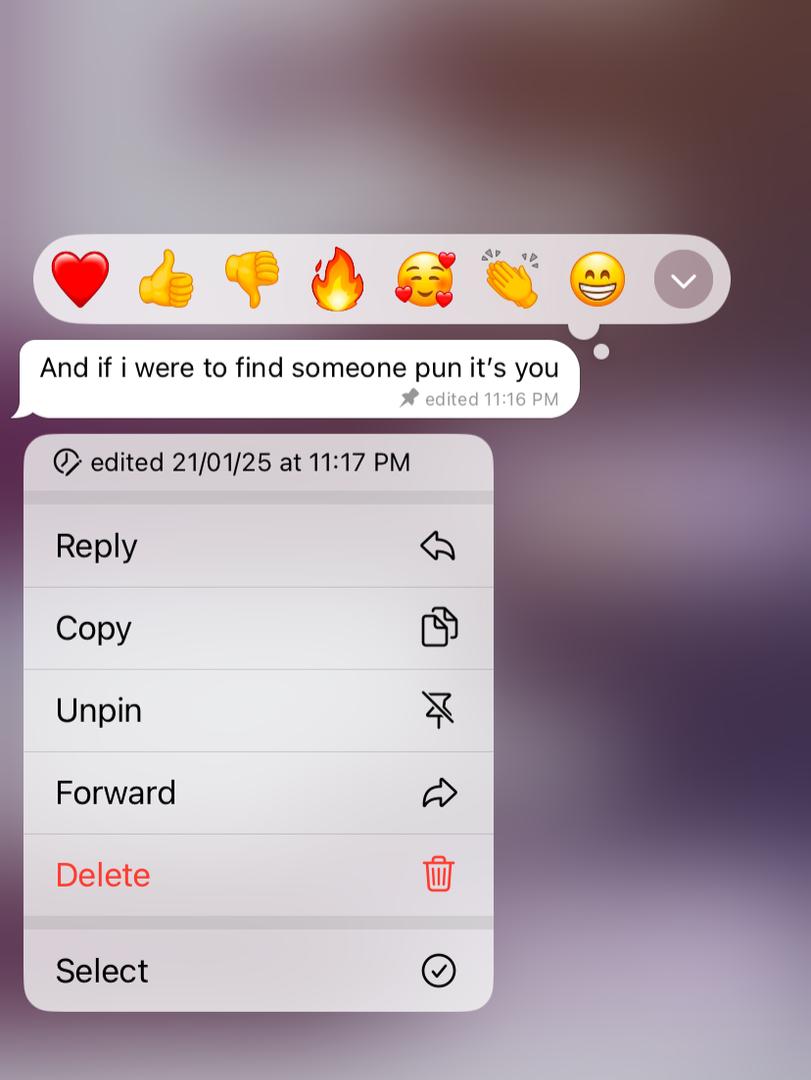 And if i were to find someone pun it’s you
edited 11:16 PM
edited 21/01/25 at 11:17 PM
Reply
Copy
Unpin
Forward
Delete
Select